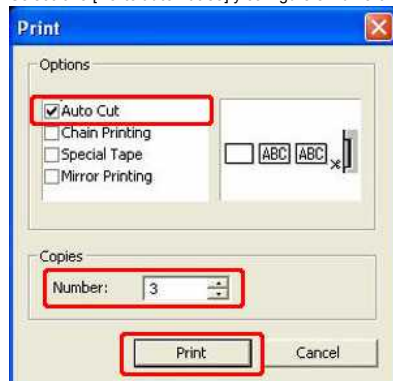 Print
Options
Auto Cut
Chain Printing
Special Tape
Mirror Printing
ABC ABC
Copies
Number: 3
Print Cancel